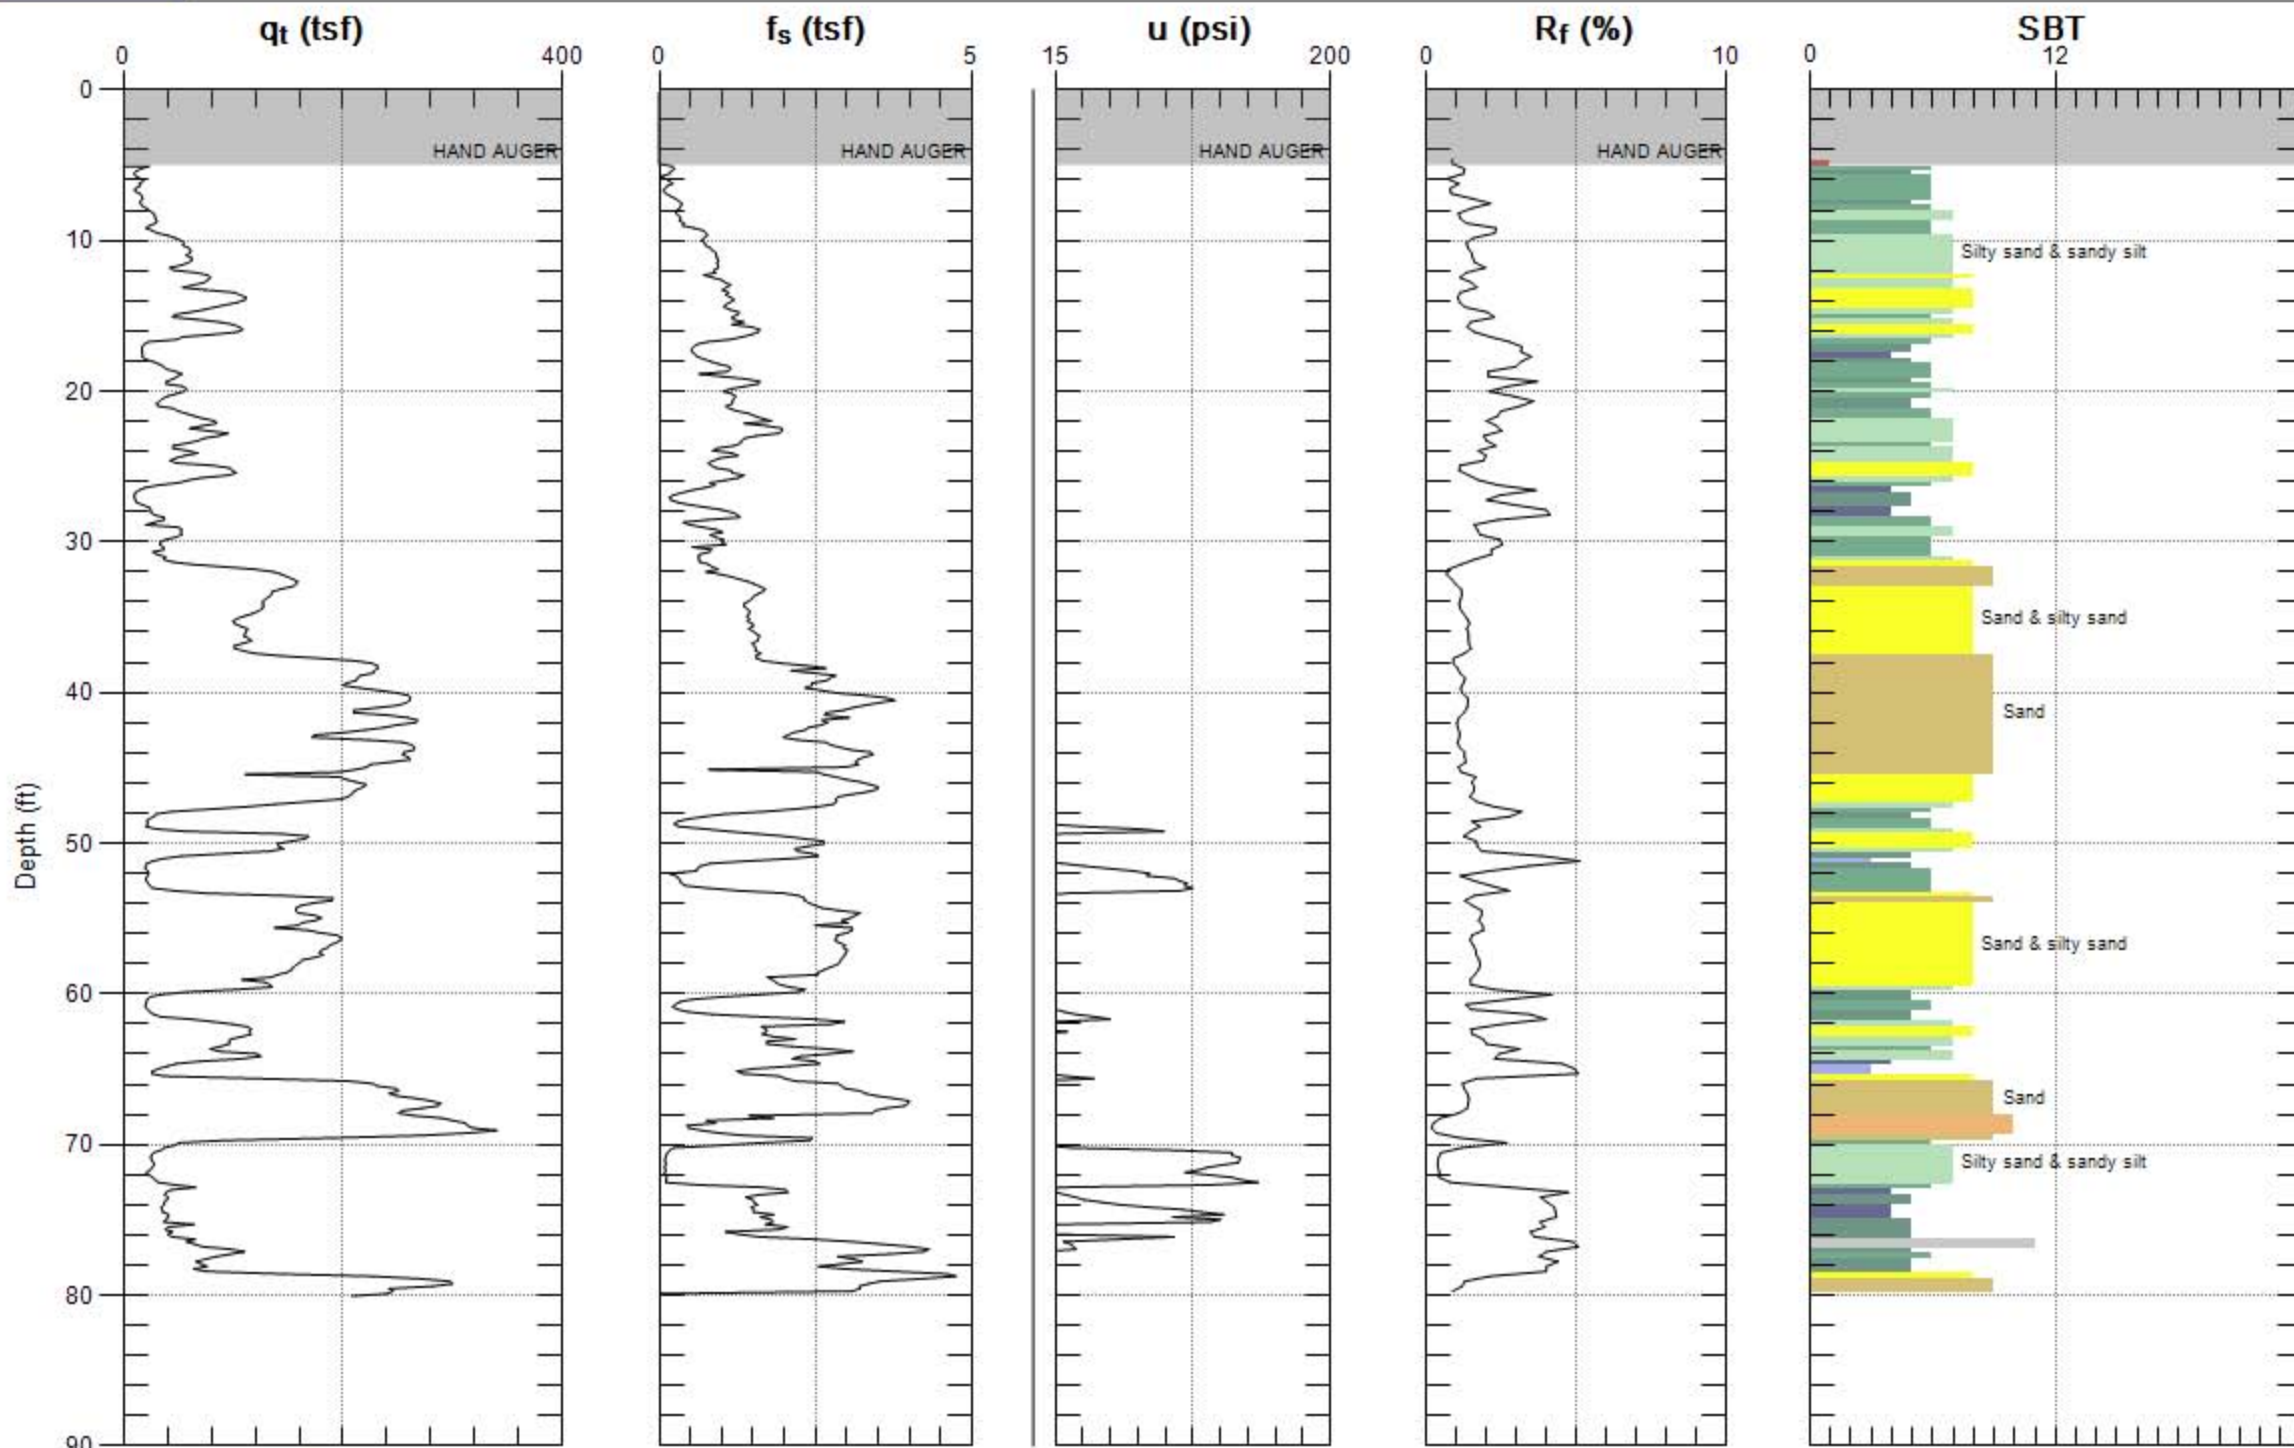 qt (tsf)
fs (tsf)
u (psi)
Rf (%)
SBT
0 400
0 5
15 200
0 10
0 12
0
HAND AUGER
HAND AUGER
HAND AUGER
HAND AUGER
10
Silty sand & sandy silt
20
30
Sand & silty sand
40
Sand
Depth (ft)
50
Sand & silty sand
60
Sand
70
Silty sand & sandy silt
80
90